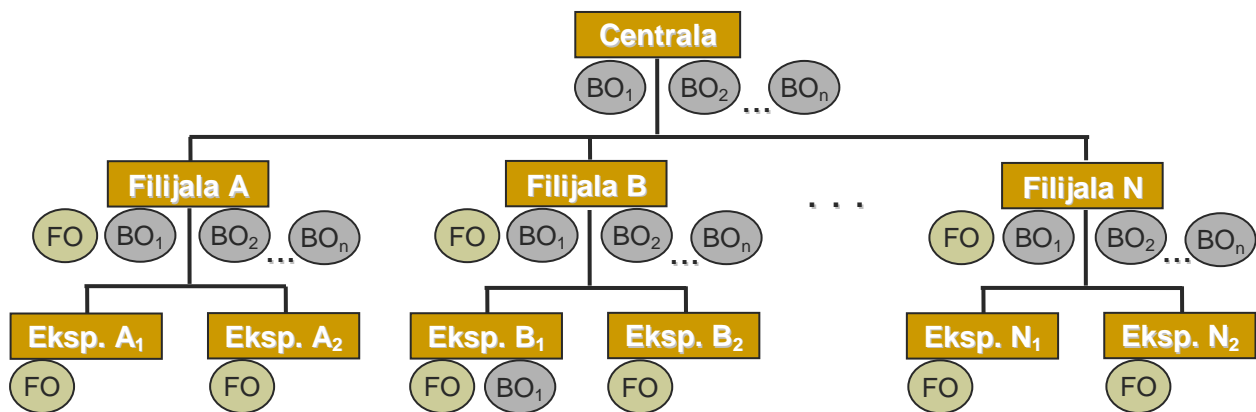 Centrala
BO₁ BO₂ ... BOₙ
Filijala A Filijala B . . . Filijala N
FO BO₁ BO₂ ... BOₙ FO BO₁ BO₂ ... BOₙ FO BO₁ BO₂ ... BOₙ
Eksp. A₁ Eksp. A₂ Eksp. B₁ Eksp. B₂ Eksp. N₁ Eksp. N₂
FO FO FO BO₁ FO FO FO